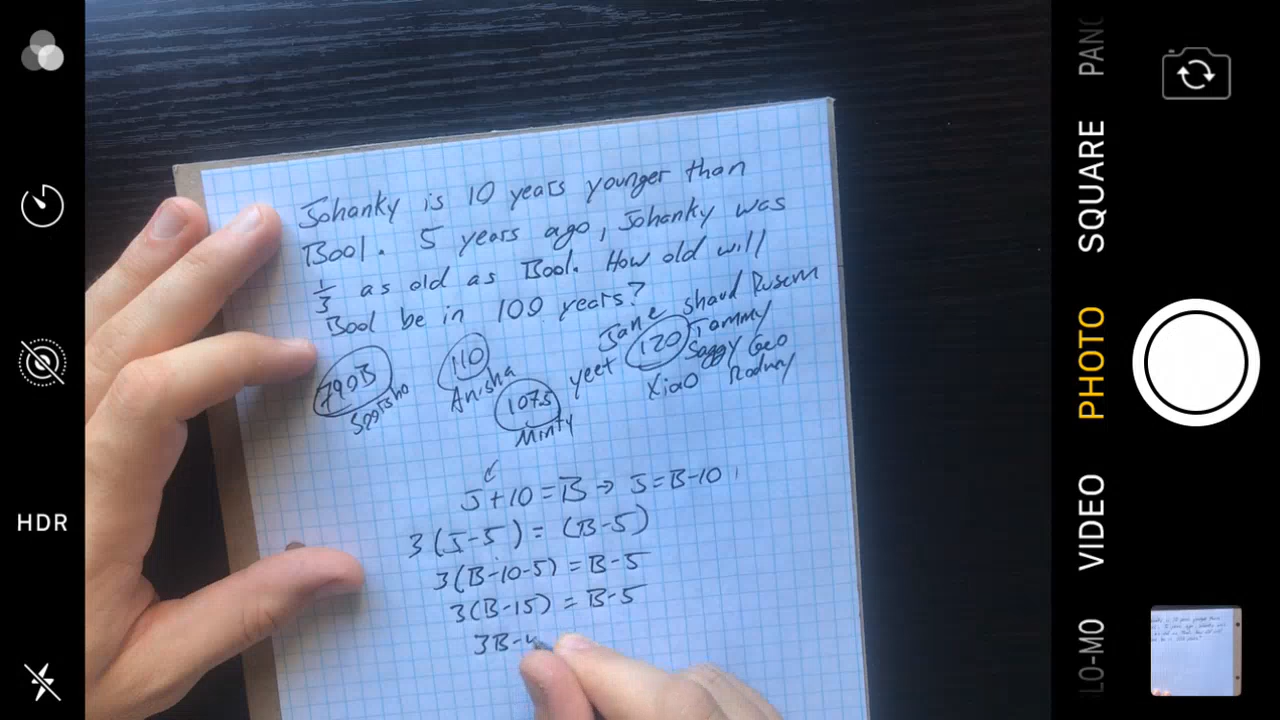 Johanky is 10 years younger than
Bool. 5 years ago, Johanky was
1/3 as old as Bool. How old will
Bool be in 100 years?
Jane Shaud
790B 110 120 Tammy
Anisha yeet Saggy Geo
1075 Xiao Rodney
Minty
J+10=B→J=B-10
3(J-5)=(B-5)
3(B-10-5)=B-5
3(B-15)=B-5
3B-4
HDR
LO-MO
VIDEO
PHOTO
SQUARE
PANO